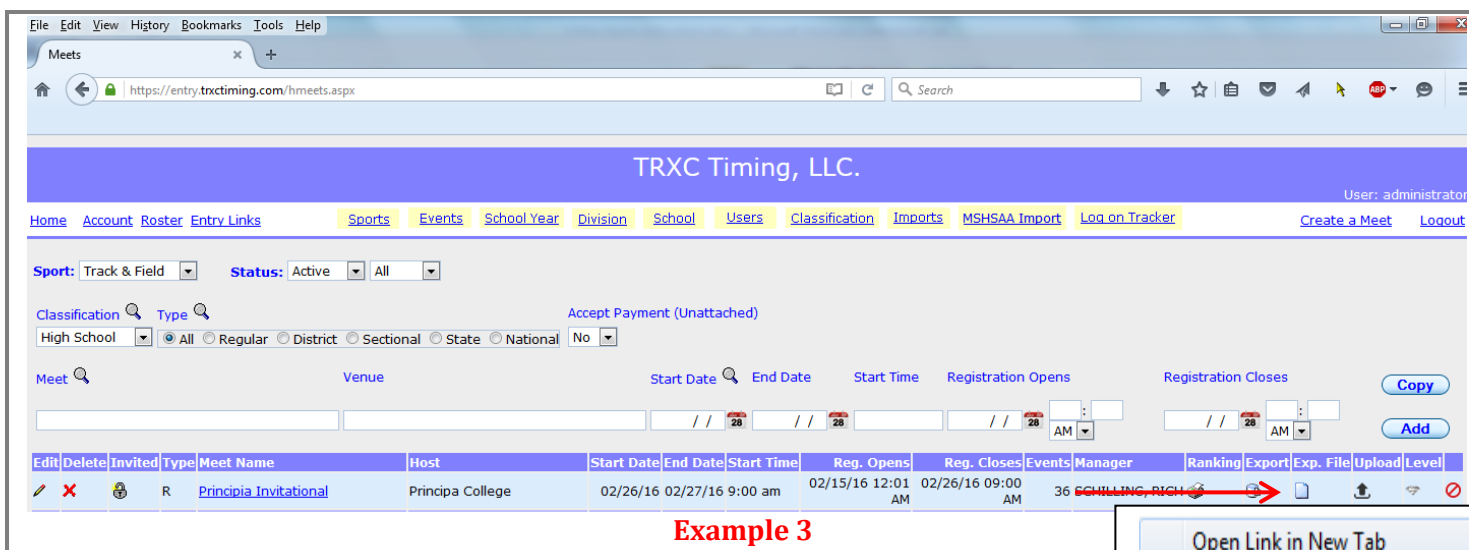 File Edit View History Bookmarks Tools Help
Meets × +
https://entry.trxctiming.com/hmeets.aspx Search ABP
TRXC Timing, LLC.
User: administrator
Home Account Roster Entry Links Sports Events School Year Division School Users Classification Imports MSHSAA Import Log on Tracker Create a Meet Logout
Sport: Track & Field Status: Active All
Classification Type Accept Payment (Unattached)
High School All Regular District Sectional State National No
Meet Venue Start Date End Date Start Time Registration Opens Registration Closes Copy
/ / 28 / / 28 / / 28 : AM / / 28 : AM Add
Edit Delete Invited Type Meet Name Host Start Date End Date Start Time Reg. Opens Reg. Closes Events Manager Ranking Export Exp. File Upload Level
R Principia Invitational Principa College 02/26/16 02/27/16 9:00 am 02/15/16 12:01 AM 02/26/16 09:00 AM 36 SCHILLING, RICH
Example 3
Open Link in New Tab